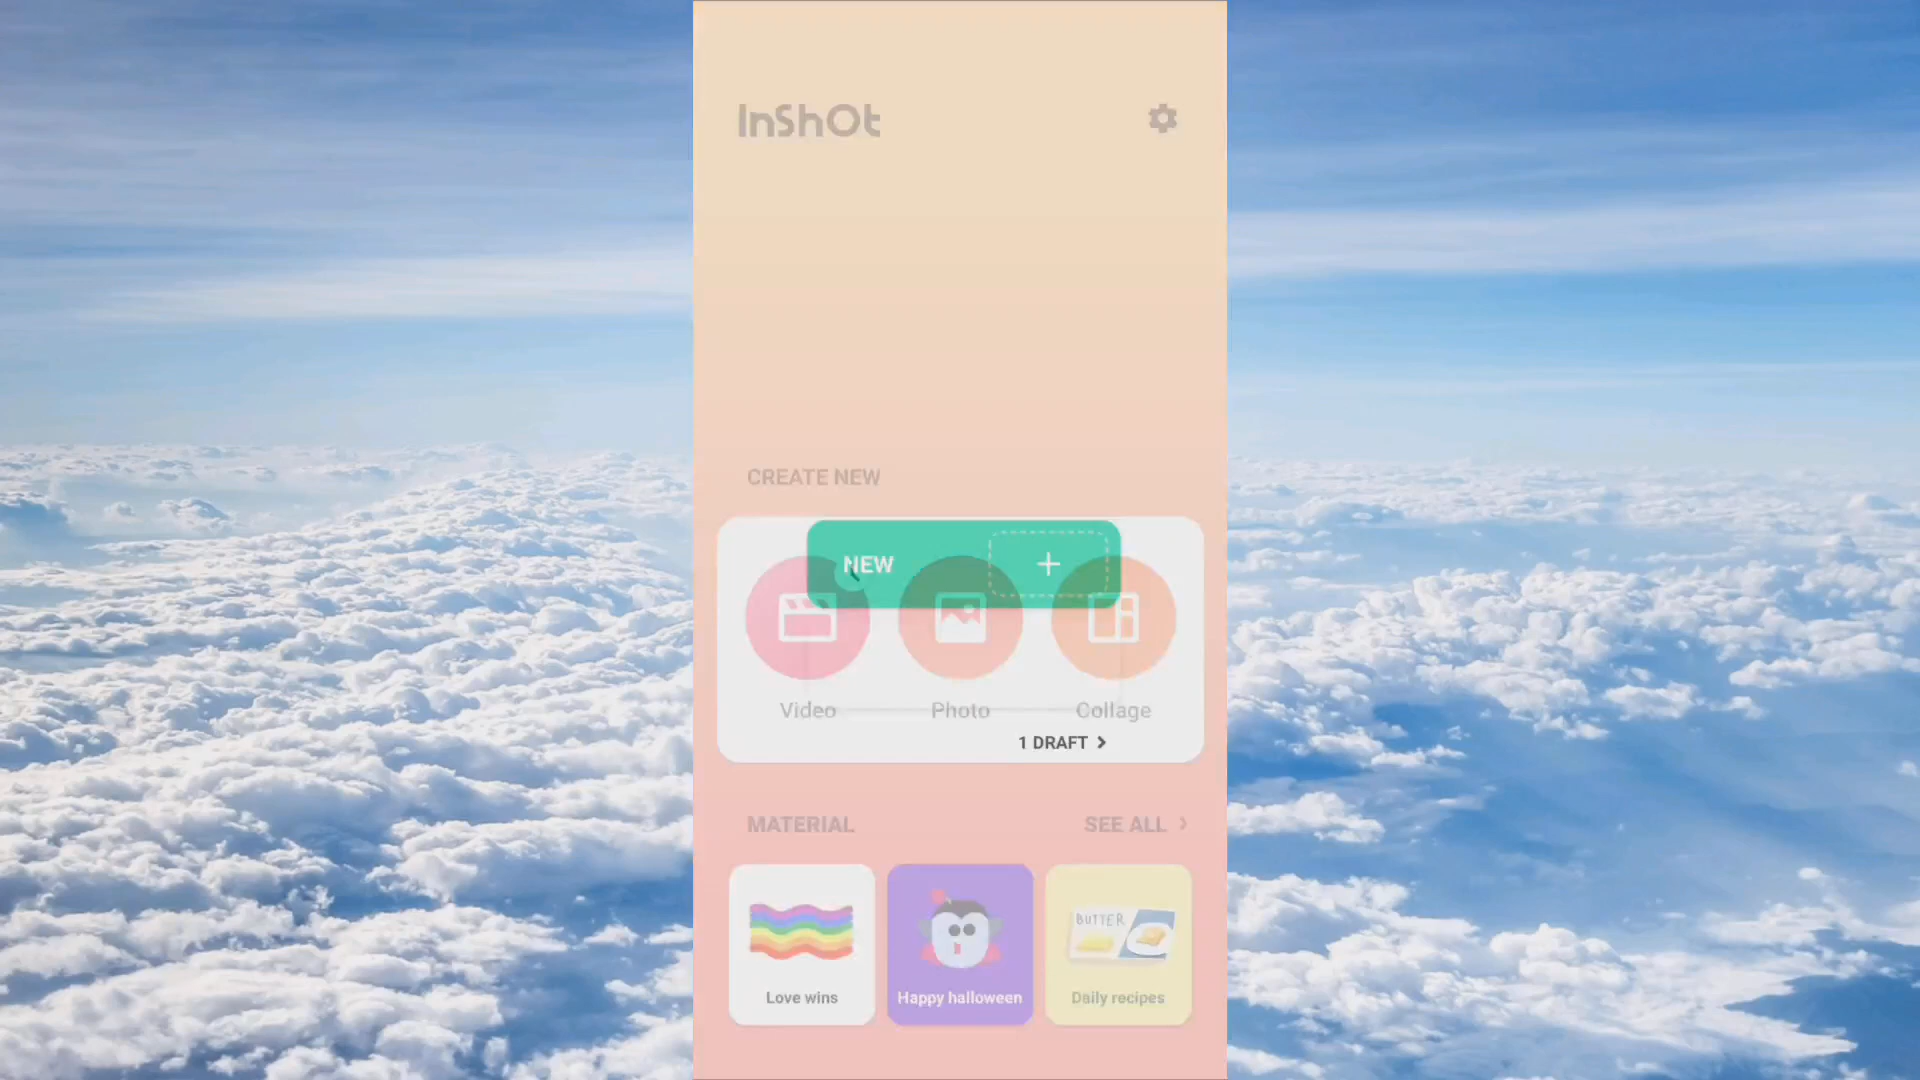 InShOt
CREATE NEW
NEW
Video
Photo
Collage
1 DRAFT
MATERIAL
SEE ALL
BUTTER
Love wins
Happy halloween
Daily recipes